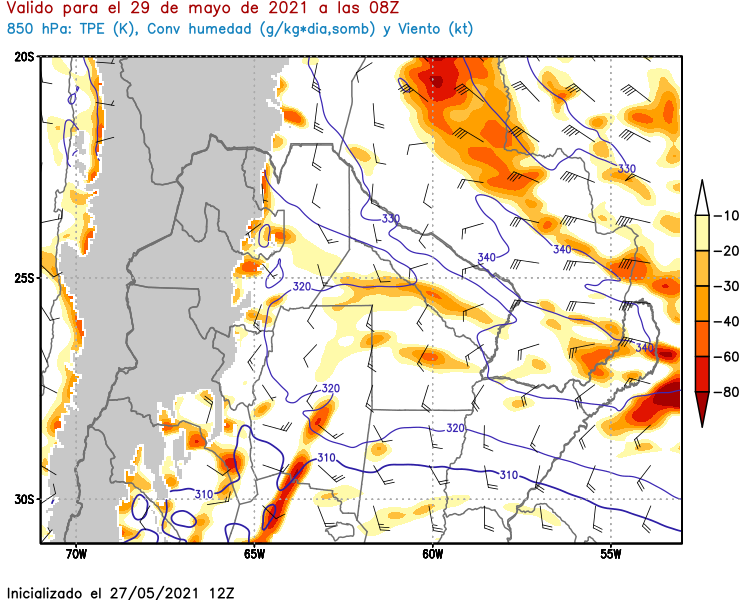 Valido para el 29 de mayo de 2021 a las 08Z
850 hPa: TPE (K), Conv humedad (g/kg*dia,somb) y Viento (kt)
20S
330
330
340
340
-10
-20
25S
320
-30
-40
340
-60
320
-80
320
310
310
310
30S
70W 65W 60W 55W
Inicializado el 27/05/2021 12Z